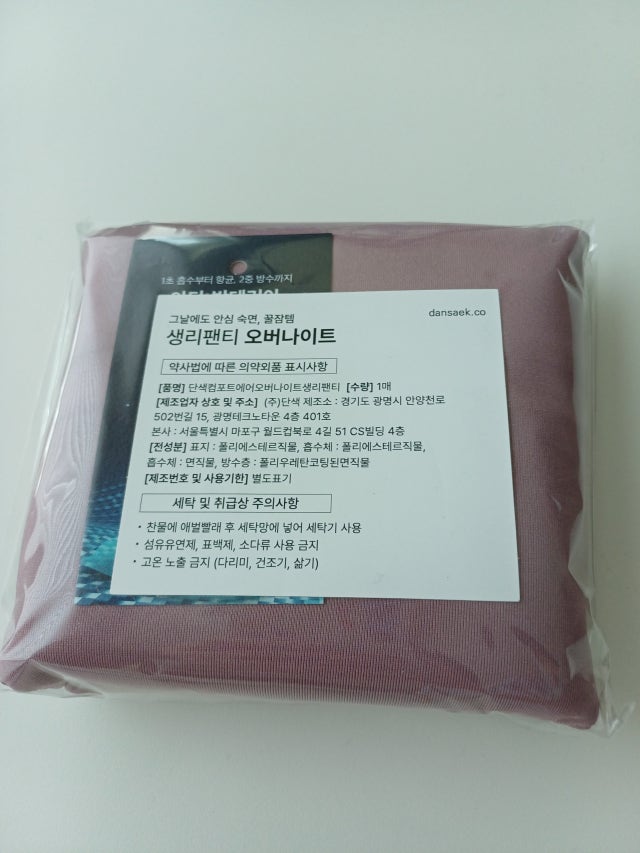 1초 흡수부터 향균, 2중 방수까지
그날에도 안심 숙면, 꿀잠템
dansaek.co
생리팬티 오버나이트
약사법에 따른 의약외품 표시사항
[품명] 단색컴포트에어오버나이트생리팬티 [수량] 1매
[제조업자 상호 및 주소] (주)단색 제조소 : 경기도 광명시 안양천로
502번길 15, 광명테크노타운 4층 401호
본사 : 서울특별시 마포구 월드컵북로 4길 51 CS빌딩 4층
[전성분] 표지 : 폴리에스테르직물, 흡수체 : 폴리에스테르직물,
흡수체 : 면직물, 방수층 : 폴리우레탄코팅된면직물
[제조번호 및 사용기한] 별도표기
세탁 및 취급상 주의사항
• 찬물에 애벌빨래 후 세탁망에 넣어 세탁기 사용
• 섬유유연제, 표백제, 소다류 사용 금지
• 고온 노출 금지 (다리미, 건조기, 삶기)